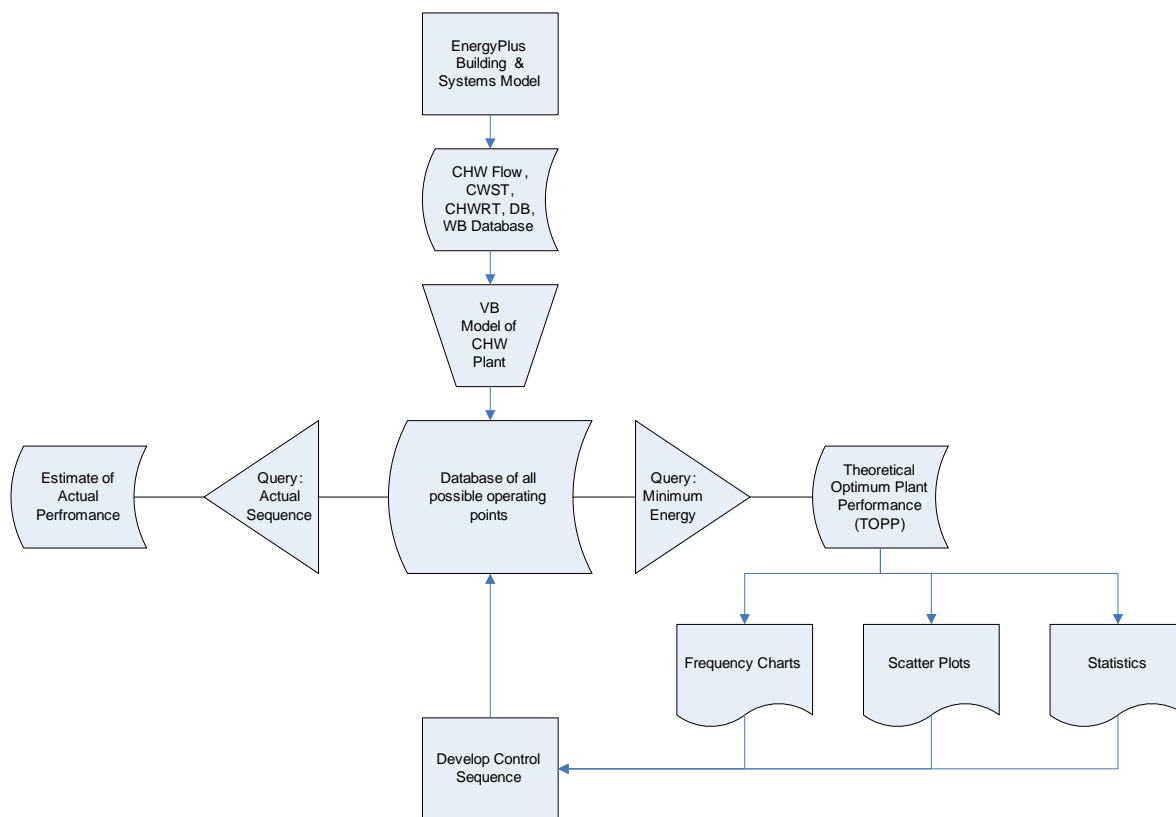 EnergyPlus
Building &
Systems Model
CHW Flow,
CWST,
CHWRT, DB,
WB Database
VB
Model of
CHW
Plant
Estimate of
Actual
Perfromance
Query:
Actual
Sequence
Database of all
possible operating
points
Query:
Minimum
Energy
Theoretical
Optimum Plant
Performance
(TOPP)
Frequency Charts
Scatter Plots
Statistics
Develop Control
Sequence